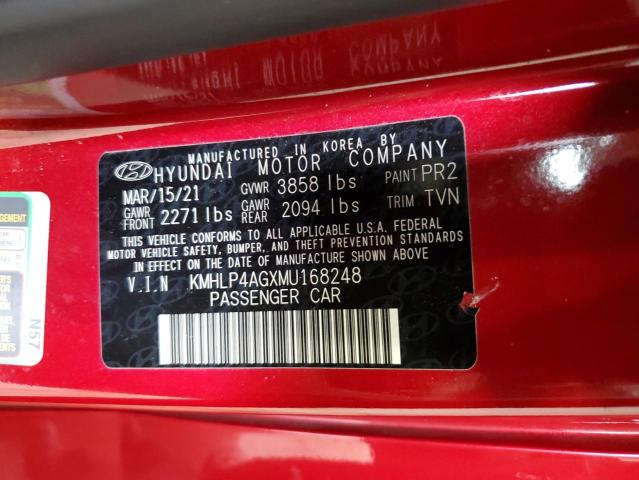 MANUFACTURED IN KOREA BY
HYUNDAI MOTOR COMPANY
MAR/15/21 GVWR 3858 lbs PAINT PR2
GAWR FRONT 2271 lbs GAWR REAR 2094 lbs TRIM TVN
THIS VEHICLE CONFORMS TO ALL APPLICABLE U.S.A. FEDERAL
MOTOR VEHICLE SAFETY, BUMPER, AND THEFT PREVENTION STANDARDS
IN EFFECT ON THE DATE OF MANUFACTURE SHOWN ABOVE
V.I.N KMHLP4AGXMU168248
PASSENGER CAR
N57